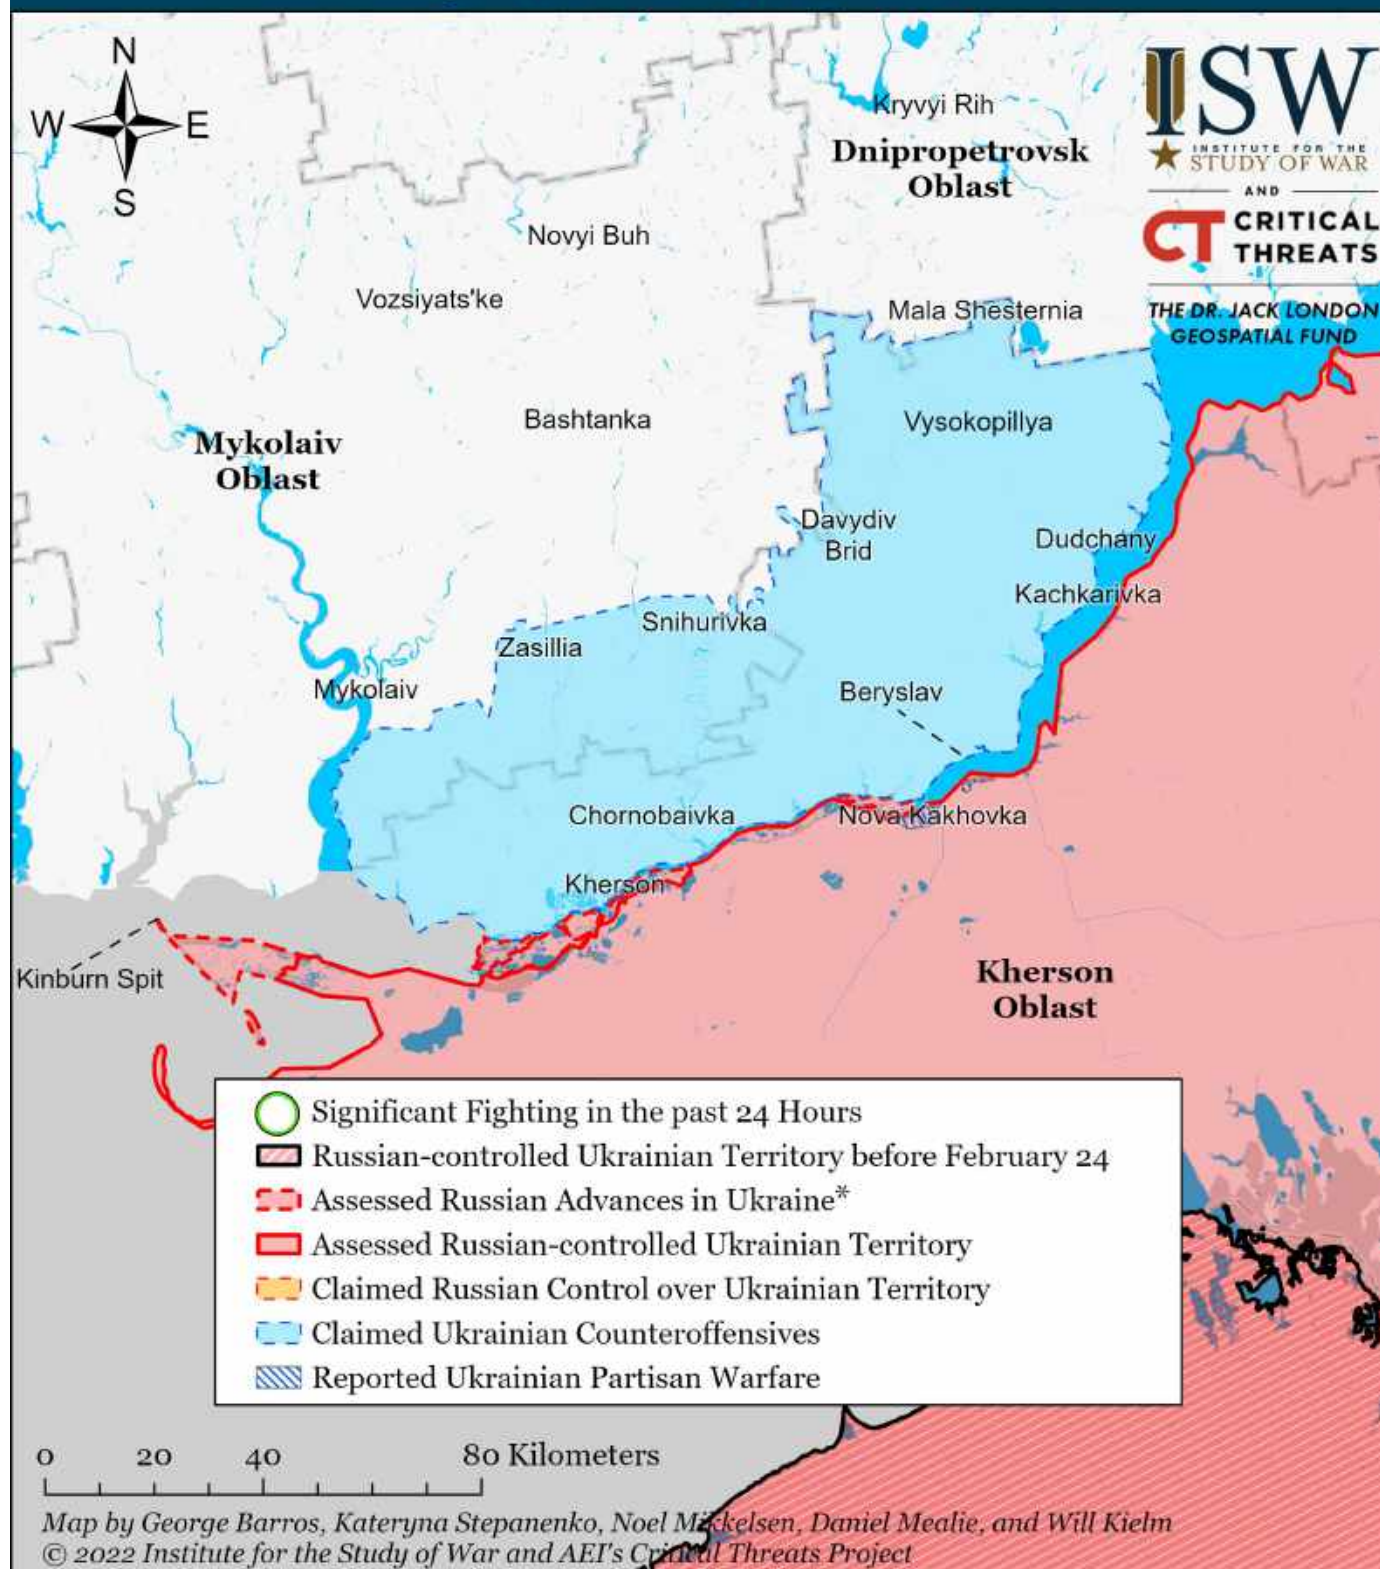 N
W
E
S
ISW
INSTITUTE FOR THE
STUDY OF WAR
AND
CT CRITICAL
THREATS
THE DR. JACK LONDON
GEOSPATIAL FUND
Kryvyi Rih
Dnipropetrovsk
Oblast
Novyi Buh
Vozsiyats'ke
Mala Shesternia
Bashtanka
Vysokopillya
Mykolaiv
Oblast
Davydiv
Brid
Dudchany
Kachkarivka
Snihurivka
Zasillia
Mykolaiv
Beryslav
Chornobaivka
Nova Kakhovka
Kherson
Kinburn Spit
Kherson
Oblast
Significant Fighting in the past 24 Hours
Russian-controlled Ukrainian Territory before February 24
Assessed Russian Advances in Ukraine*
Assessed Russian-controlled Ukrainian Territory
Claimed Russian Control over Ukrainian Territory
Claimed Ukrainian Counteroffensives
Reported Ukrainian Partisan Warfare
0 20 40 80 Kilometers
Map by George Barros, Kateryna Stepanenko, Noel Mikkelsen, Daniel Mealie, and Will Kielm
© 2022 Institute for the Study of War and AEI's Critical Threats Project